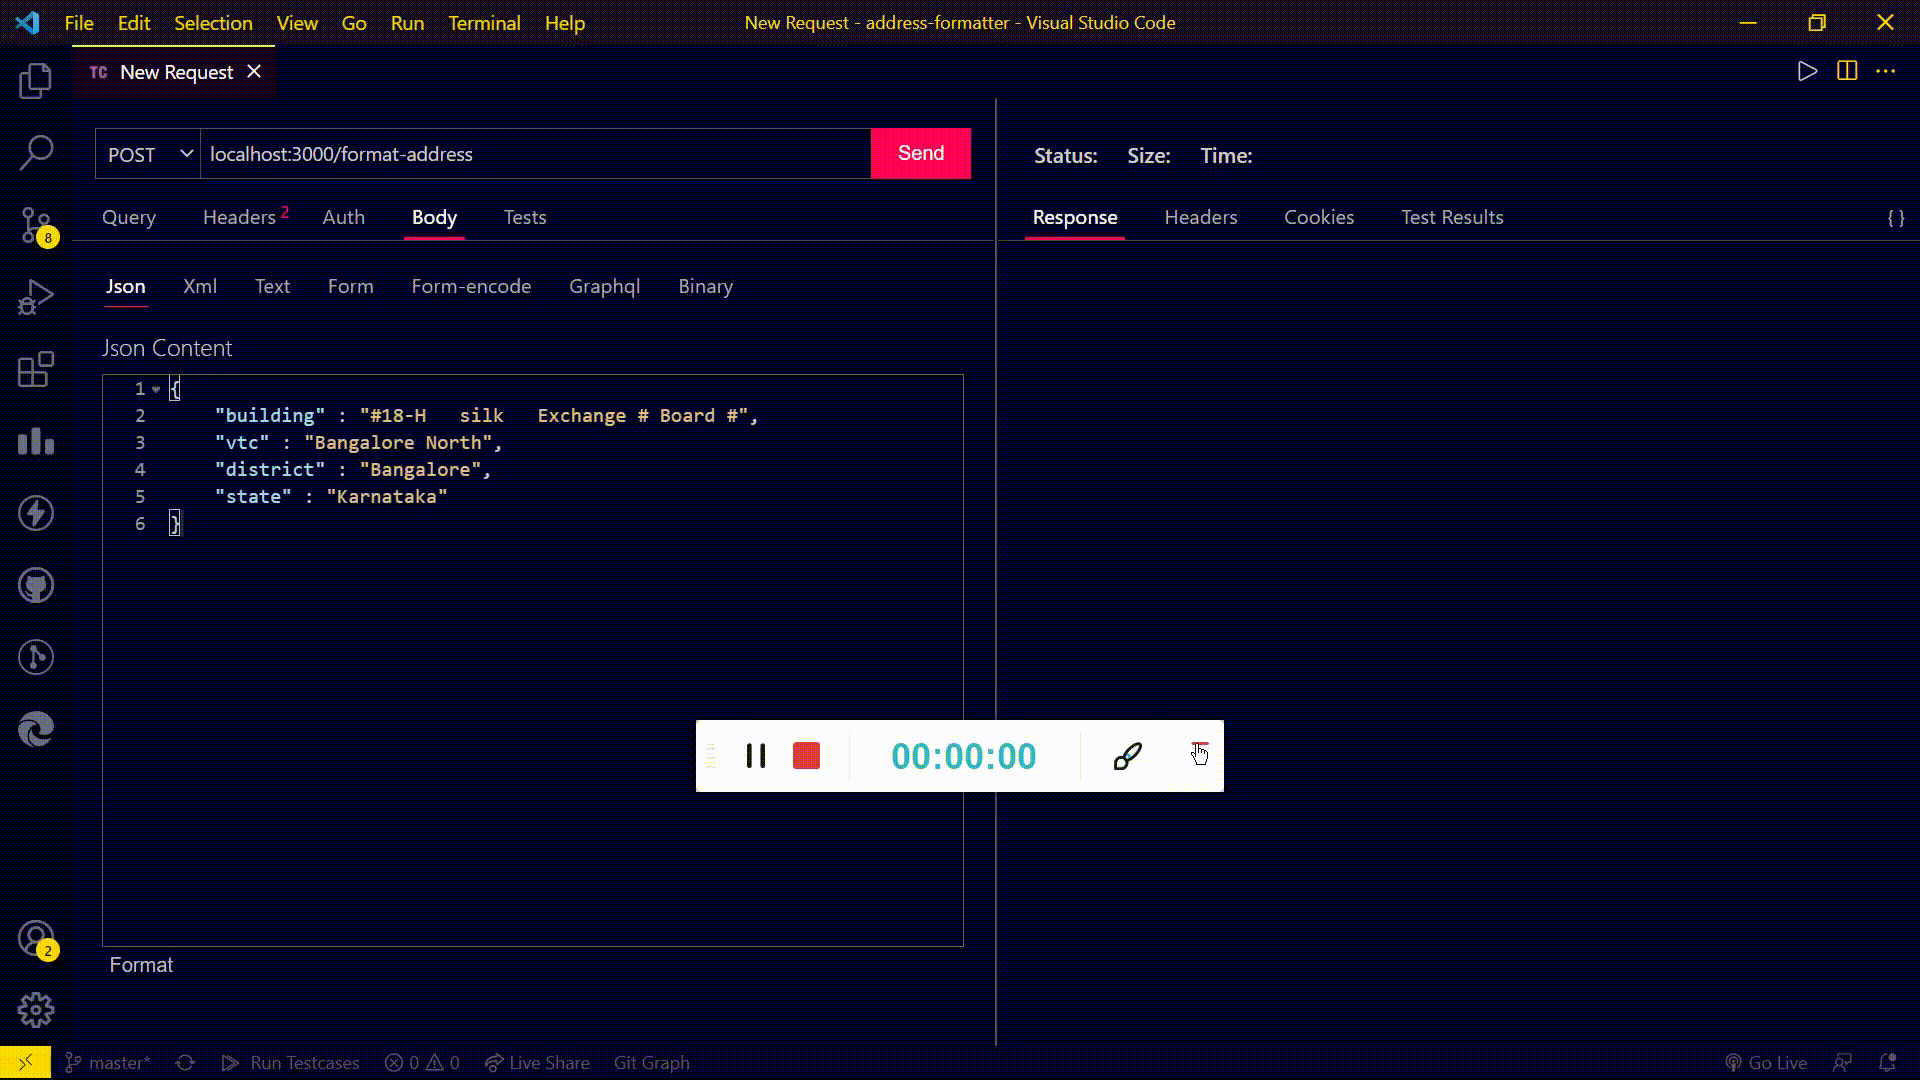 File Edit Selection View Go Run Terminal Help New Request - address-formatter - Visual Studio Code
TC New Request
POST localhost:3000/format-address Send
Status: Size: Time:
Query Headers 2 Auth Body Tests
Response Headers Cookies Test Results { }
8
Json Xml Text Form Form-encode Graphql Binary
Json Content
1 {
2 "building" : "#18-H   silk   Exchange # Board #",
3 "vtc" : "Bangalore North",
4 "district" : "Bangalore",
5 "state" : "Karnataka"
6 }
00:00:00
2
Format
master* Run Testcases 0 0 Live Share Git Graph Go Live